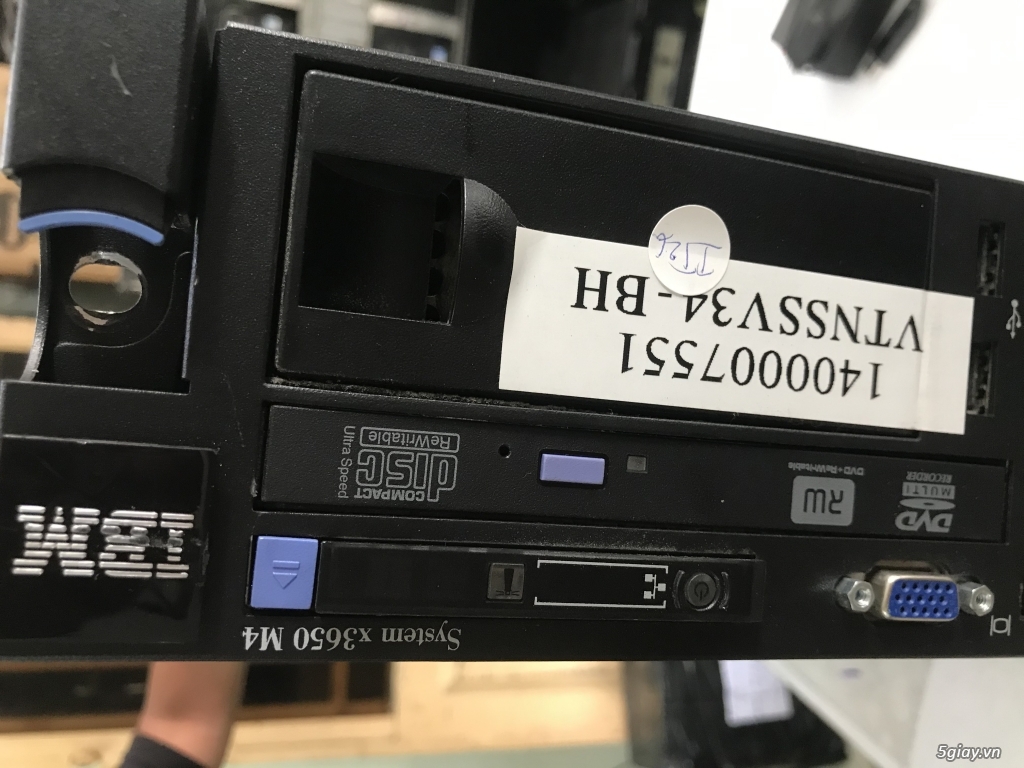 1400007551
VTNSSV34-BH
System x3650 M4
IBM
DVD
MULTI
RECORDER
RW
DVD+ReWritable
COMPACT
disc
ReWritable
Ultra Speed
5giay.vn